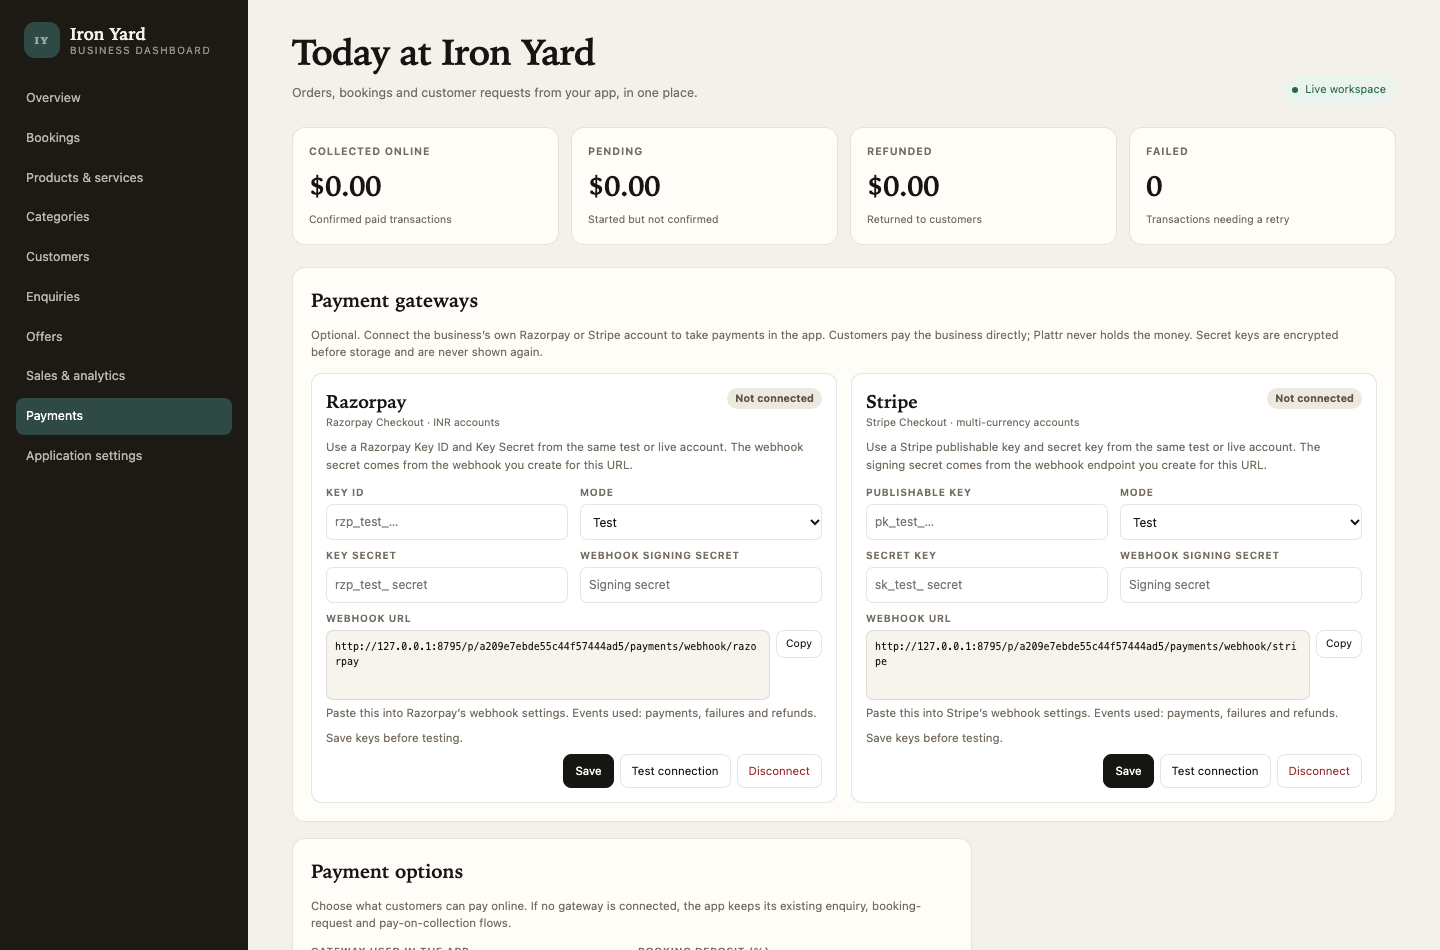 IY
Iron Yard
BUSINESS DASHBOARD
Overview
Bookings
Products & services
Categories
Customers
Enquiries
Offers
Sales & analytics
Payments
Application settings
Today at Iron Yard
Orders, bookings and customer requests from your app, in one place.
Live workspace
COLLECTED ONLINE
$0.00
Confirmed paid transactions
PENDING
$0.00
Started but not confirmed
REFUNDED
$0.00
Returned to customers
FAILED
0
Transactions needing a retry
Payment gateways
Optional. Connect the business's own Razorpay or Stripe account to take payments in the app. Customers pay the business directly; Plattr never holds the money. Secret keys are encrypted
before storage and are never shown again.
Razorpay
Not connected
Razorpay Checkout · INR accounts
Use a Razorpay Key ID and Key Secret from the same test or live account. The webhook
secret comes from the webhook you create for this URL.
KEY ID
MODE
rzp_test_…
Test
KEY SECRET
WEBHOOK SIGNING SECRET
rzp_test_ secret
Signing secret
WEBHOOK URL
http://127.0.0.1:8795/p/a209e7ebde55c44f57444ad5/payments/webhook/razo
rpay
Copy
Paste this into Razorpay's webhook settings. Events used: payments, failures and refunds.
Save keys before testing.
Save
Test connection
Disconnect
Stripe
Not connected
Stripe Checkout · multi-currency accounts
Use a Stripe publishable key and secret key from the same test or live account. The
signing secret comes from the webhook endpoint you create for this URL.
PUBLISHABLE KEY
MODE
pk_test_…
Test
SECRET KEY
WEBHOOK SIGNING SECRET
sk_test_ secret
Signing secret
WEBHOOK URL
http://127.0.0.1:8795/p/a209e7ebde55c44f57444ad5/payments/webhook/stri
pe
Copy
Paste this into Stripe's webhook settings. Events used: payments, failures and refunds.
Save keys before testing.
Save
Test connection
Disconnect
Payment options
Choose what customers can pay online. If no gateway is connected, the app keeps its existing enquiry, booking-
request and pay-on-collection flows.
GATEWAY USED IN THE APP
BOOKING DEPOSIT (%)